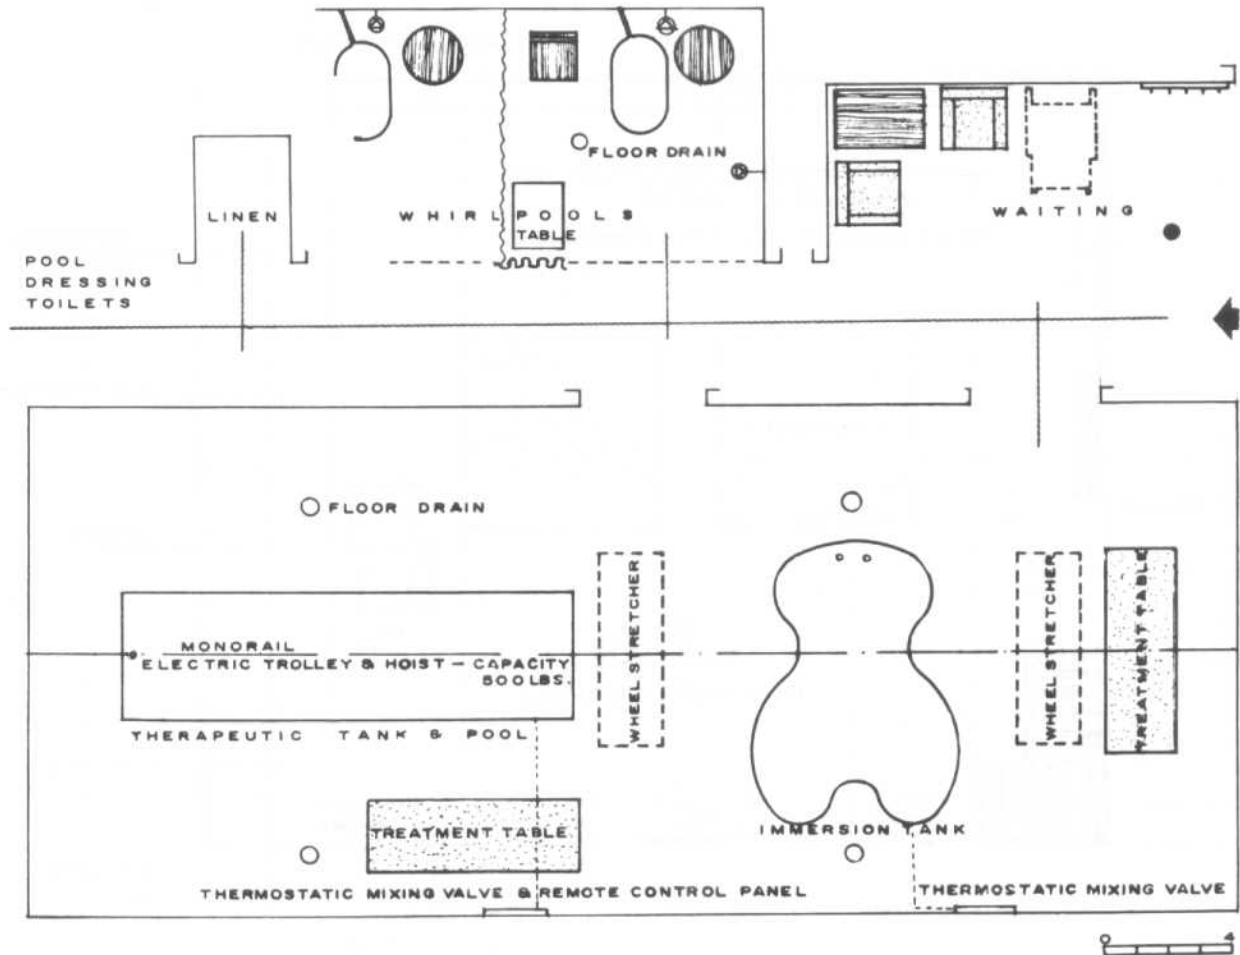 FLOOR DRAIN
LINEN
WHIRLPOOLS
TABLE
WAITING
POOL
DRESSING
TOILETS
FLOOR DRAIN
WHEEL STRETCHER
WHEEL STRETCHER
TREATMENT TABLE
MONORAIL
ELECTRIC TROLLEY & HOIST - CAPACITY
500LBS.
THERAPEUTIC TANK & POOL
TREATMENT TABLE
IMMERSION TANK
THERMOSTATIC MIXING VALVE & REMOTE CONTROL PANEL
THERMOSTATIC MIXING VALVE
0 4